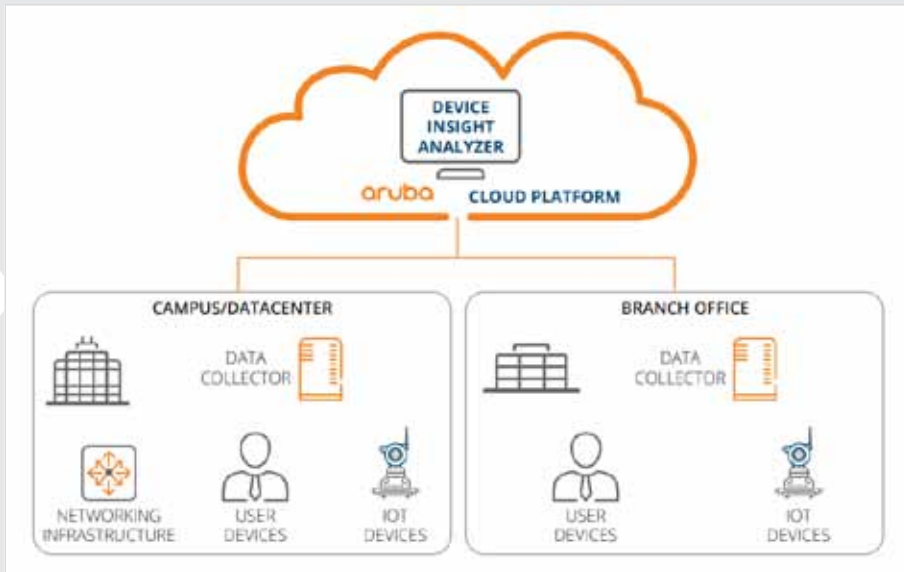 DEVICE
INSIGHT
ANALYZER
aruba CLOUD PLATFORM
CAMPUS/DATACENTER
DATA
COLLECTOR
NETWORKING
INFRASTRUCTURE
USER
DEVICES
IOT
DEVICES
BRANCH OFFICE
DATA
COLLECTOR
USER
DEVICES
IOT
DEVICES